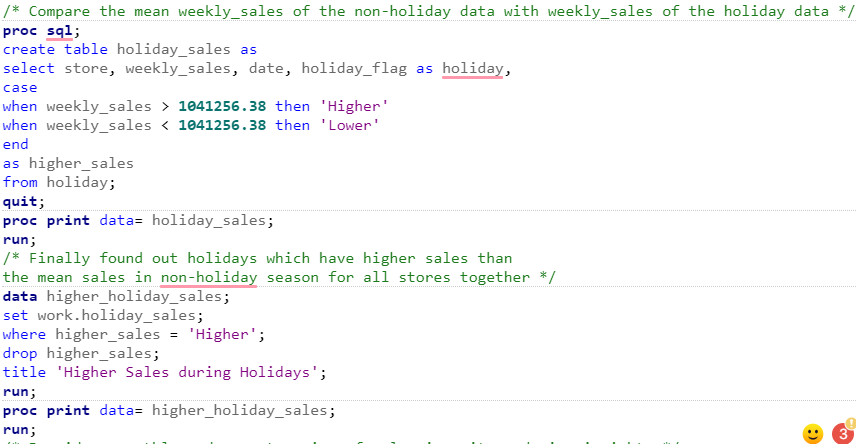 /* Compare the mean weekly_sales of the non-holiday data with weekly_sales of the holiday data */
proc sql;
create table holiday_sales as
select store, weekly_sales, date, holiday_flag as holiday,
case
when weekly_sales > 1041256.38 then 'Higher'
when weekly_sales < 1041256.38 then 'Lower'
end
as higher_sales
from holiday;
quit;
proc print data= holiday_sales;
run;
/* Finally found out holidays which have higher sales than
the mean sales in non-holiday season for all stores together */
data higher_holiday_sales;
set work.holiday_sales;
where higher_sales = 'Higher';
drop higher_sales;
title 'Higher Sales during Holidays';
run;
proc print data= higher_holiday_sales;
run;
3